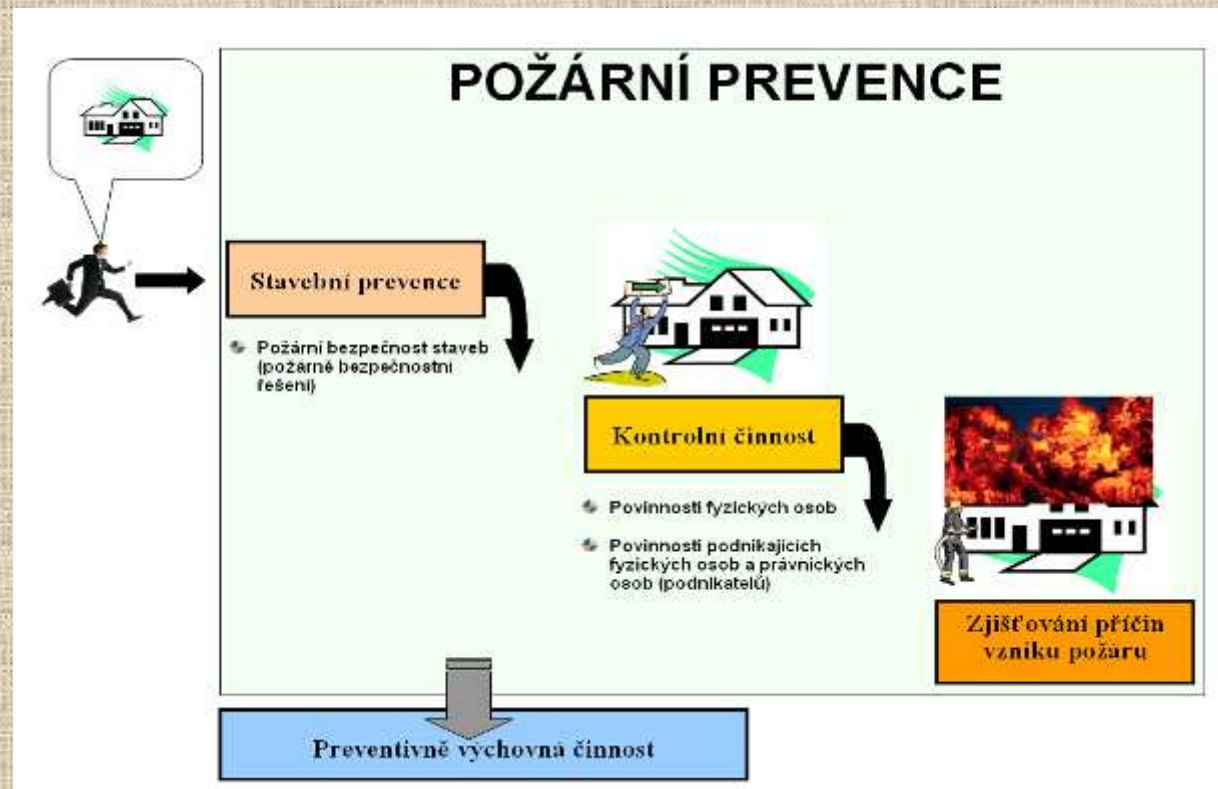 POŽÁRNÍ PREVENCE
Stavební prevence
Požární bezpečnost staveb
(požárně bezpečnostní
řešení)
Kontrolní činnost
Povinnosti fyzických osob
Povinnosti podnikajících
fyzických osob a právnických
osob (podnikatelů)
Zjišťování příčin
vzniku požáru
Preventivně výchovná činnost